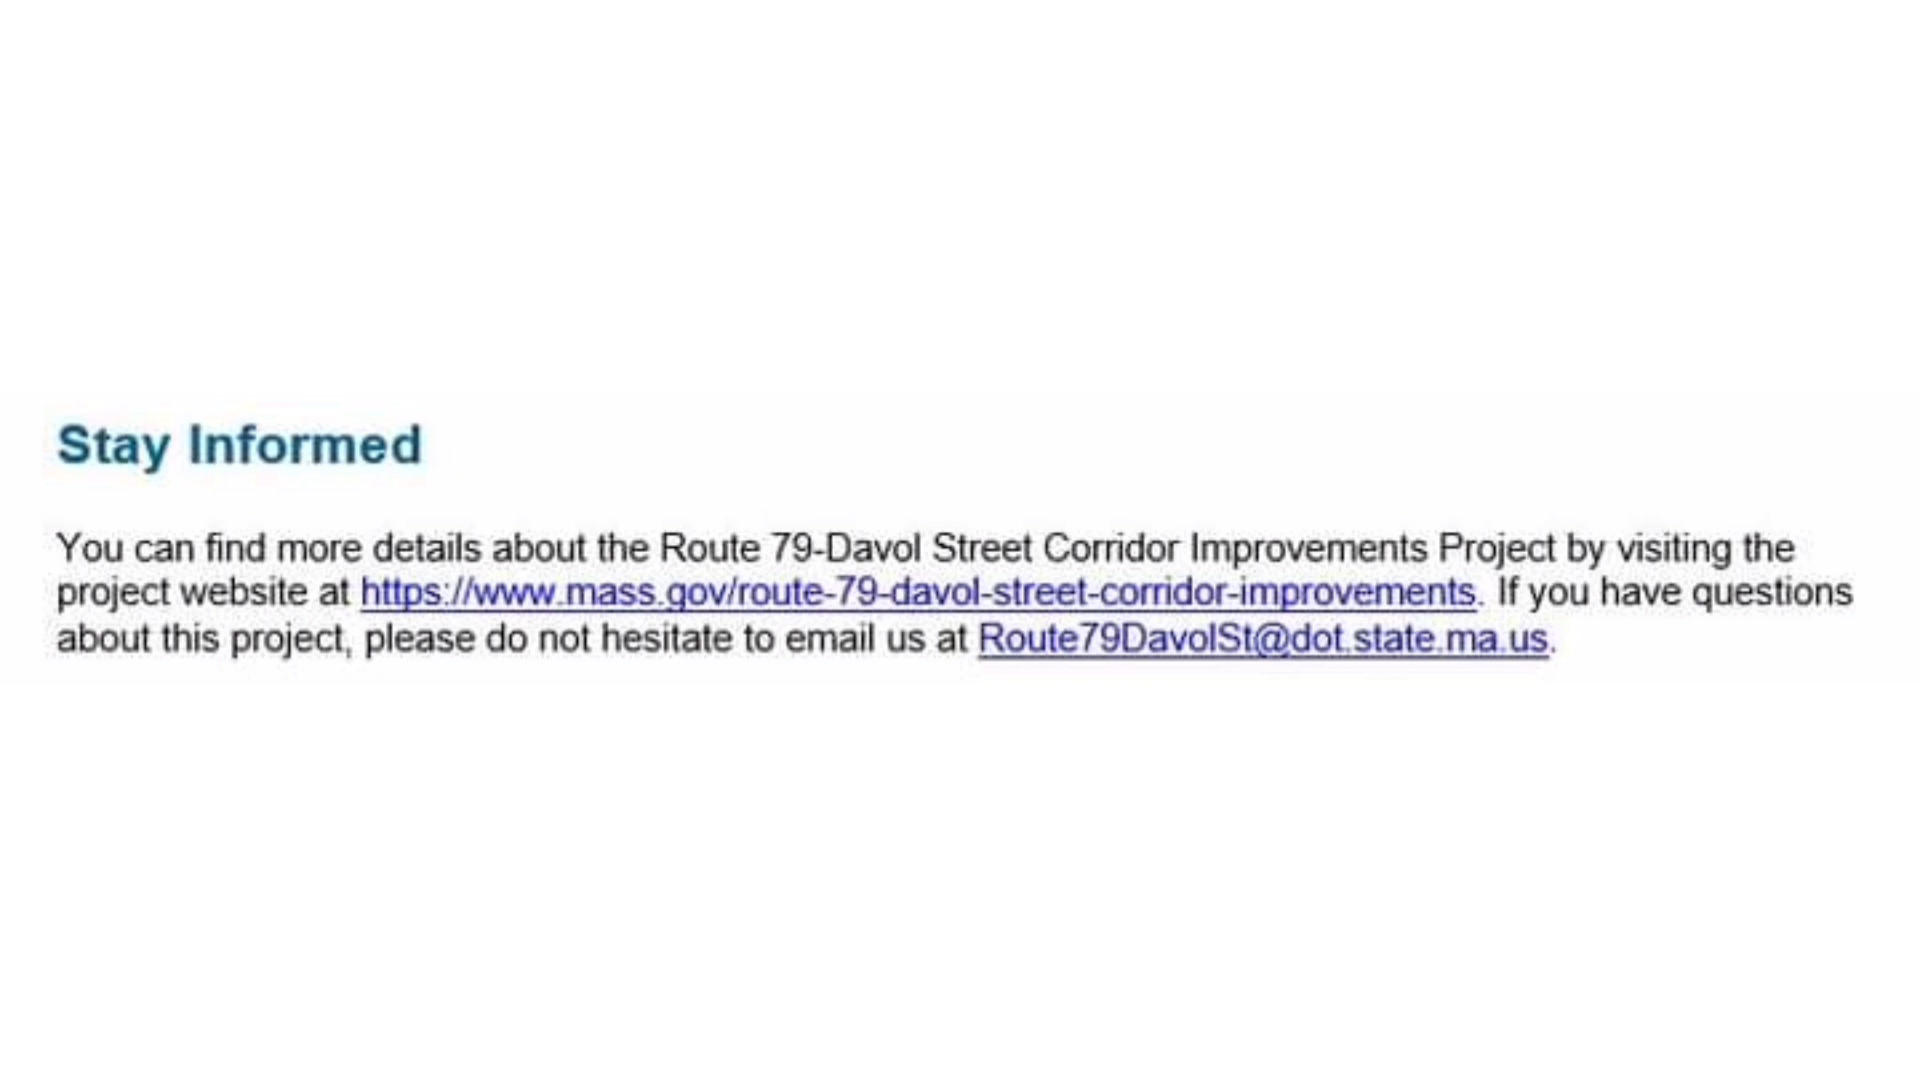 Stay Informed
You can find more details about the Route 79-Davol Street Corridor Improvements Project by visiting the
project website at https://www.mass.gov/route-79-davol-street-corridor-improvements. If you have questions
about this project, please do not hesitate to email us at Route79DavolSt@dot.state.ma.us.